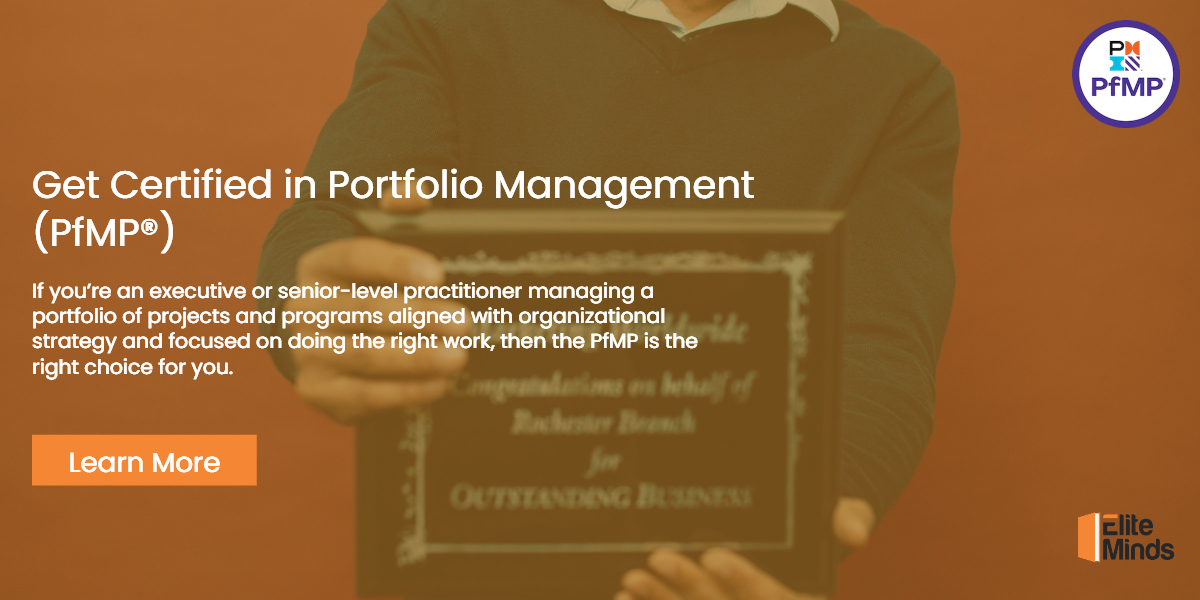 PfMP®
Get Certified in Portfolio Management
(PfMP®)
If you’re an executive or senior-level practitioner managing a
portfolio of projects and programs aligned with organizational
strategy and focused on doing the right work, then the PfMP is the
right choice for you.
Worldwide
Congratulations on behalf of
Rochester Branch
for
OUTSTANDING BUSINESS
Learn More
Elite
Minds